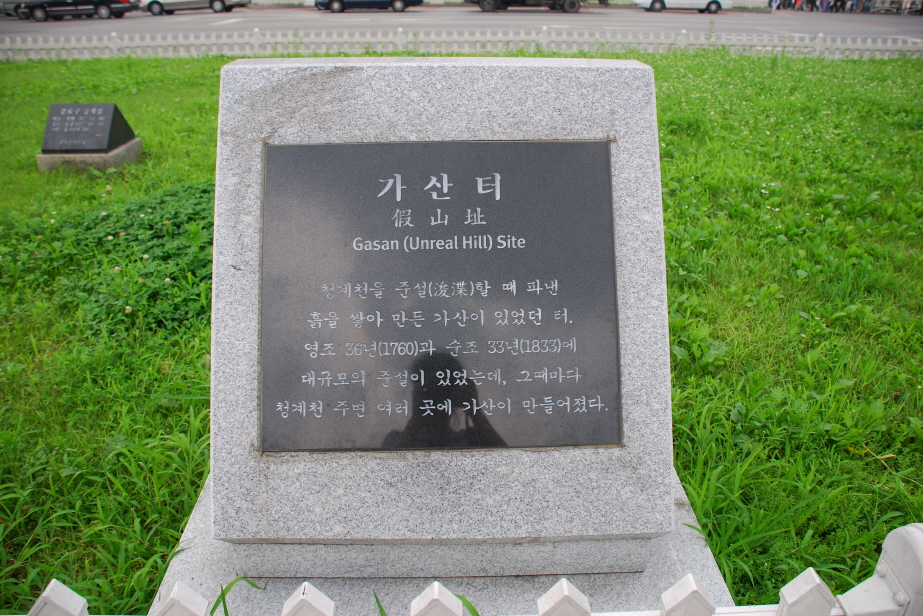 가산터
假山址
Gasan (Unreal Hill) Site
청계천을 준설(浚渫)할 때 파낸
흙을 쌓아 만든 가산이 있었던 터.
영조 36년(1760)과 순조 33년(1833)에
대규모의 준설이 있었는데, 그때마다
청계천 주변 여러 곳에 가산이 만들어졌다.